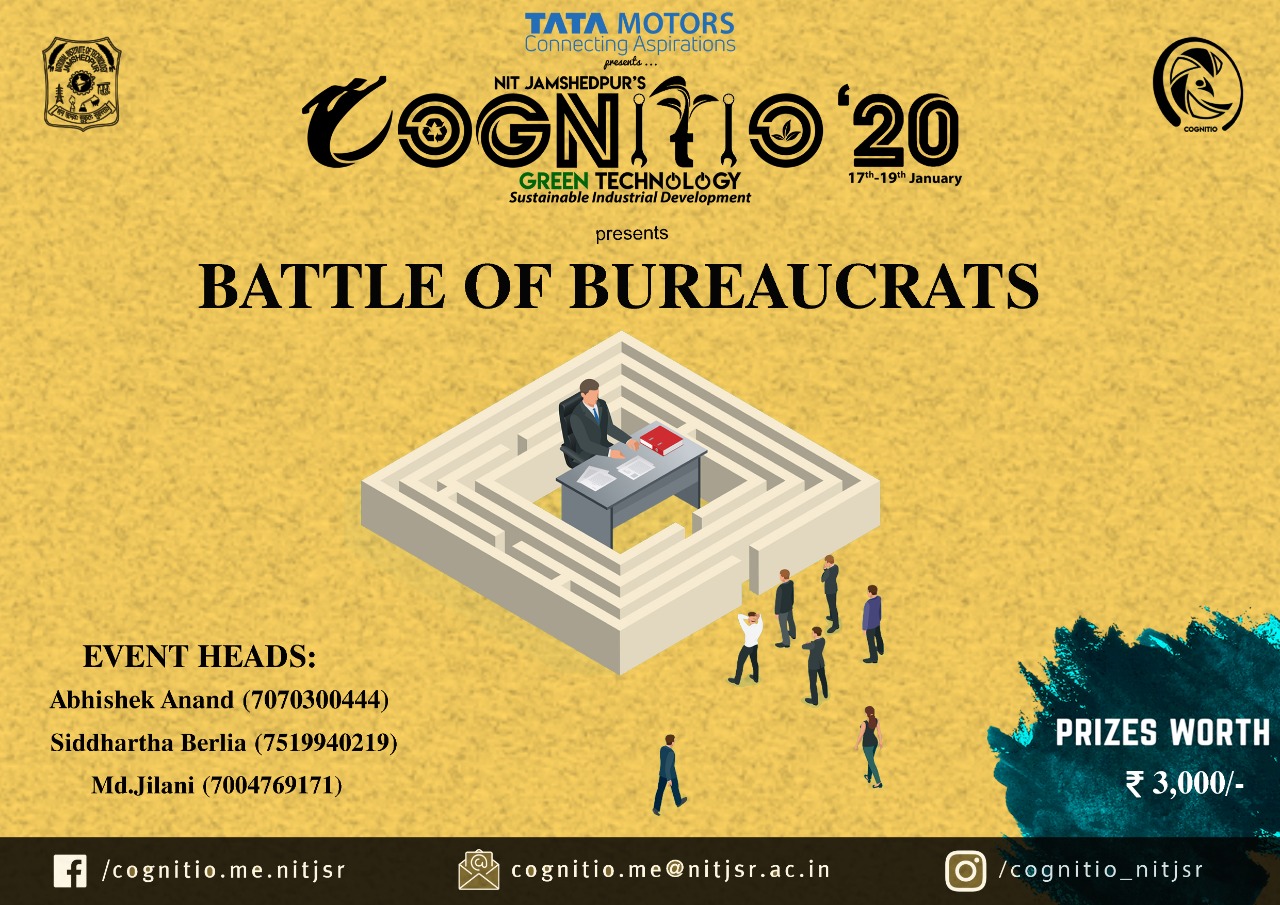 TATA MOTORS
Connecting Aspirations
presents ...
NIT JAMSHEDPUR'S
COGNITIO '20
GREEN TECHNOLOGY
17th-19th January
Sustainable Industrial Development
COGNITIO
presents
BATTLE OF BUREAUCRATS
EVENT HEADS:
Abhishek Anand (7070300444)
Siddhartha Berlia (7519940219)
Md.Jilani (7004769171)
PRIZES WORTH
₹ 3,000/-
/cognitio.me.nitjsr
cognitio.me@nitjsr.ac.in
/cognitio_nitjsr